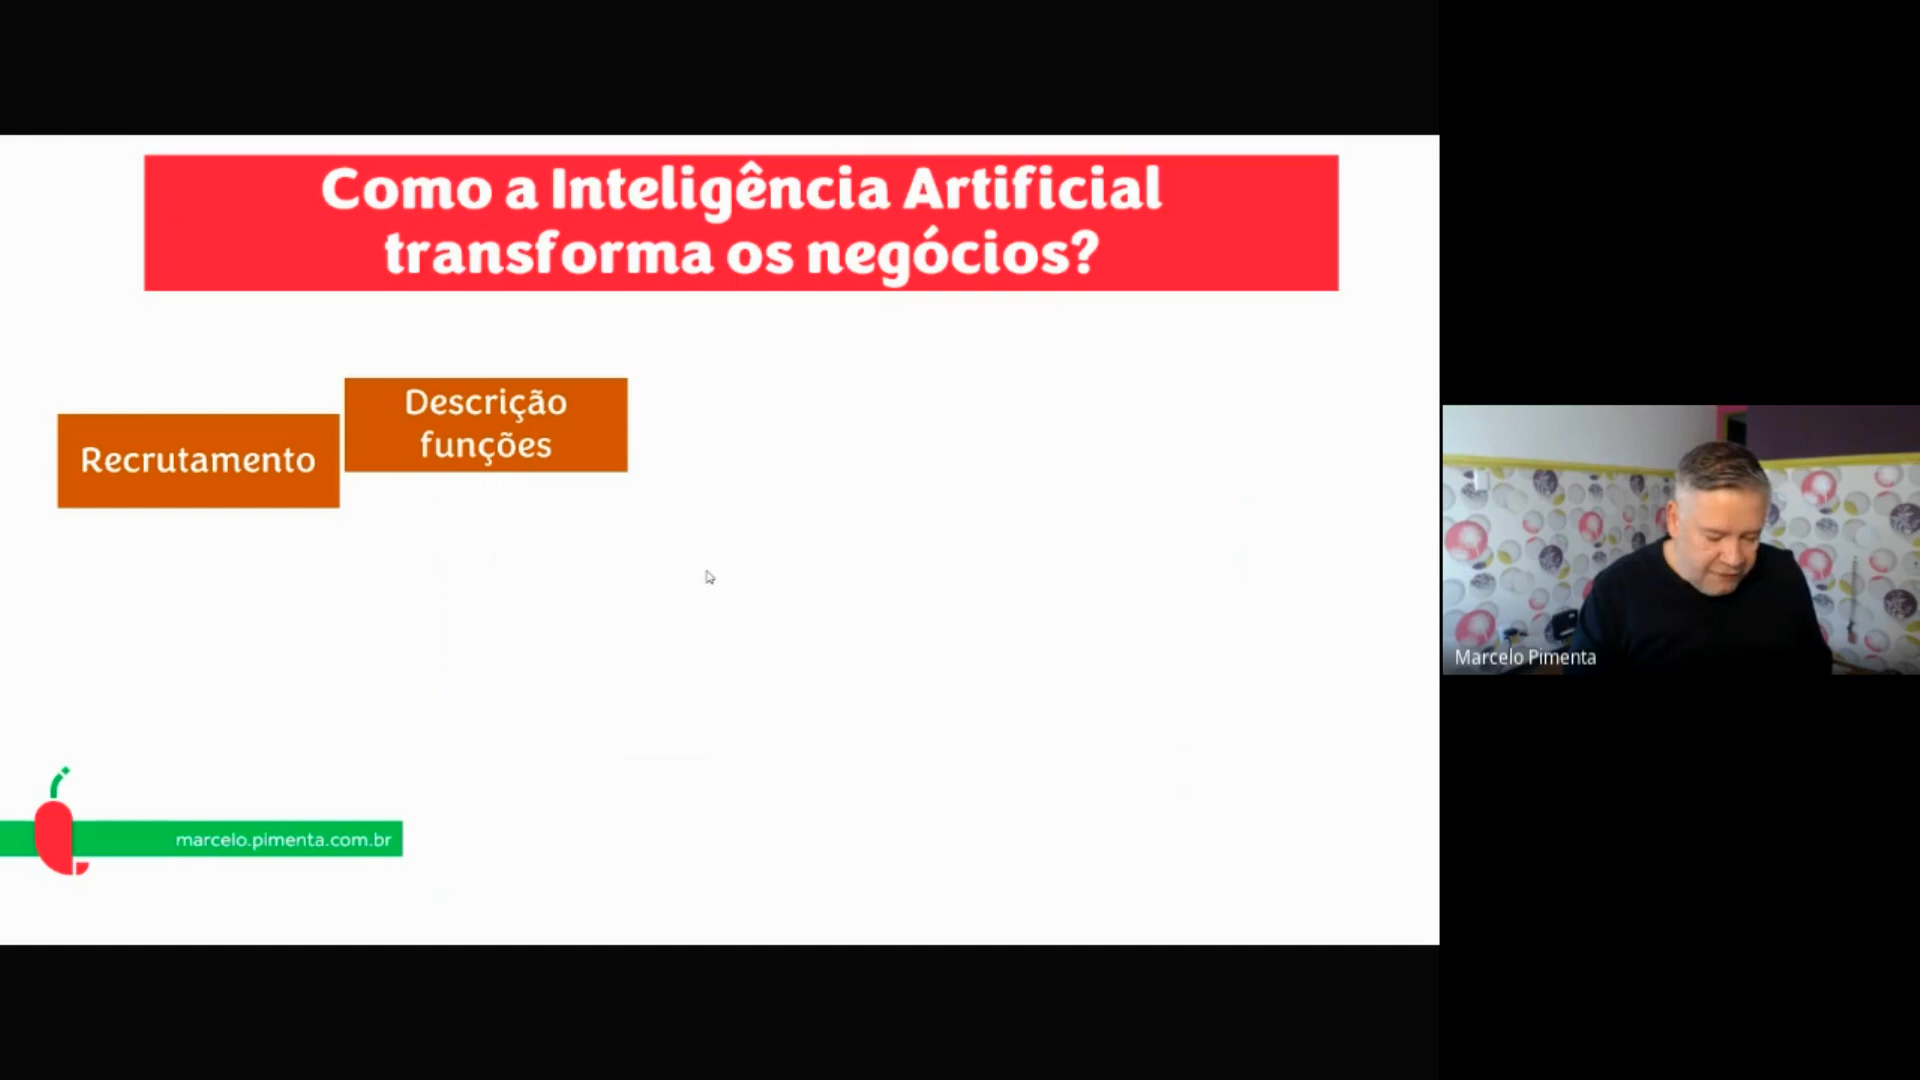 Como a Inteligência Artificial
transforma os negócios?
Descrição
funções
Recrutamento
Marcelo Pimenta
marcelo.pimenta.com.br